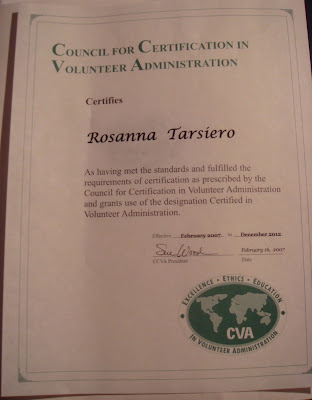 COUNCIL FOR CERTIFICATION IN
VOLUNTEER ADMINISTRATION
Certifies
Rosanna Tarsiero
As having met the standards and fulfilled the
requirements of certification as prescribed by the
Council for Certification in Volunteer Administration
and grants use of the designation Certified in
Volunteer Administration.
Effective February 2007 to December 2012
Sue Wood February 16, 2007
CCVA President Date
EXCELLENCE • ETHICS • EDUCATION
CVA
IN VOLUNTEER ADMINISTRATION